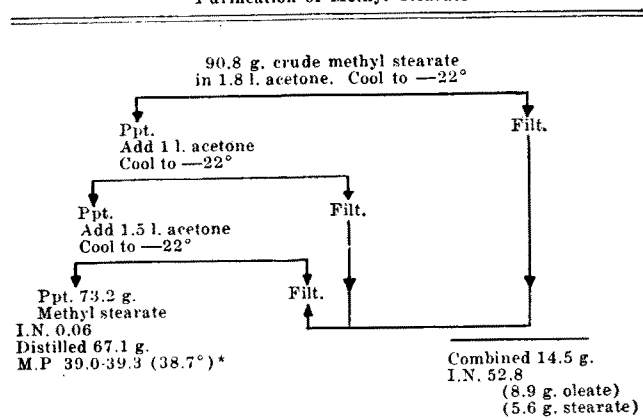 Purification of Methyl Stearate
90.8 g. crude methyl stearate
in 1.8 l. acetone. Cool to —22°
Ppt.
Add 1 l. acetone
Cool to —22°
Filt.
Ppt.
Add 1.5 l. acetone
Cool to —22°
Filt.
Ppt. 73.2 g.
Methyl stearate
I.N. 0.06
Distilled 67.1 g.
M.P 39.0-39.3 (38.7°)*
Filt.
Combined 14.5 g.
I.N. 52.8
(8.9 g. oleate)
(5.6 g. stearate)